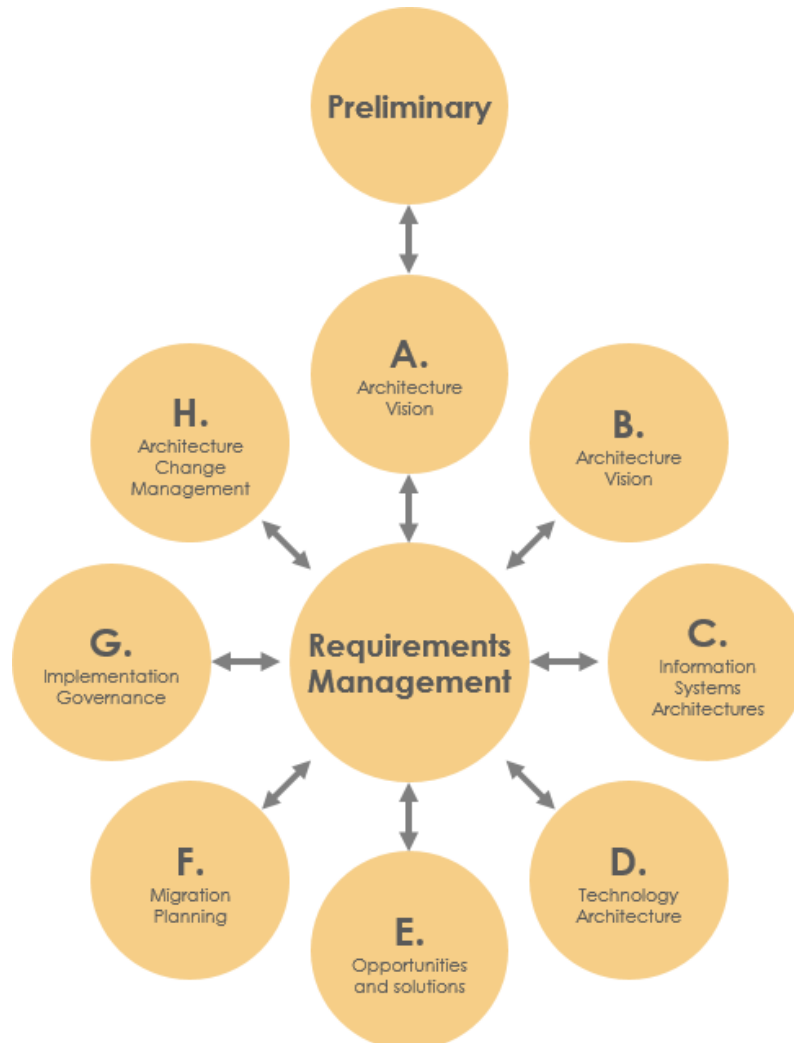 Preliminary
A.
Architecture
Vision
B.
Architecture
Vision
C.
Information
Systems
Architectures
D.
Technology
Architecture
E.
Opportunities
and solutions
F.
Migration
Planning
G.
Implementation
Governance
H.
Architecture
Change
Management
Requirements
Management